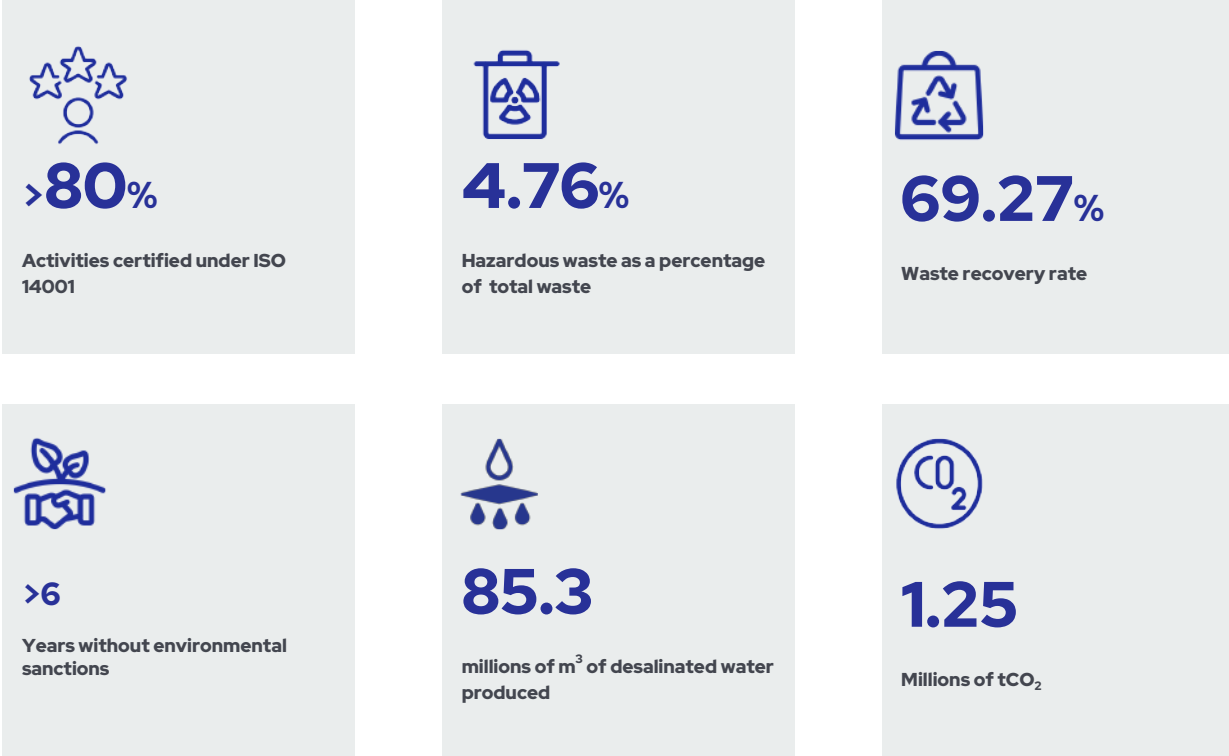 >80%
Activities certified under ISO
14001
4.76%
Hazardous waste as a percentage
of  total waste
69.27%
Waste recovery rate
>6
Years without environmental
sanctions
85.3
millions of m³ of desalinated water
produced
CO₂
1.25
Millions of tCO₂